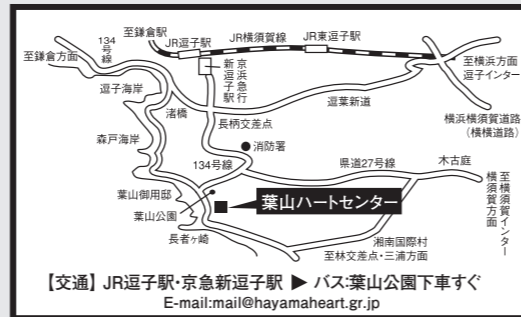 至鎌倉駅
JR逗子駅
JR横須賀線
JR東逗子駅
134号線
至鎌倉方面
至横浜方面
逗子インター
京浜急行
新逗子駅
逗子海岸
渚橋
逗葉新道
横浜横須賀道路
(横横道路)
長柄交差点
森戸海岸
消防署
134号線
県道27号線
木古庭
至横須賀インター
横須賀方面
葉山御用邸
葉山公園
葉山ハートセンター
長者ヶ崎
湘南国際村
至林交差点・三浦方面
【交通】 JR逗子駅・京急新逗子駅 ▶ バス:葉山公園下車すぐ
E-mail:mail@hayamaheart.gr.jp